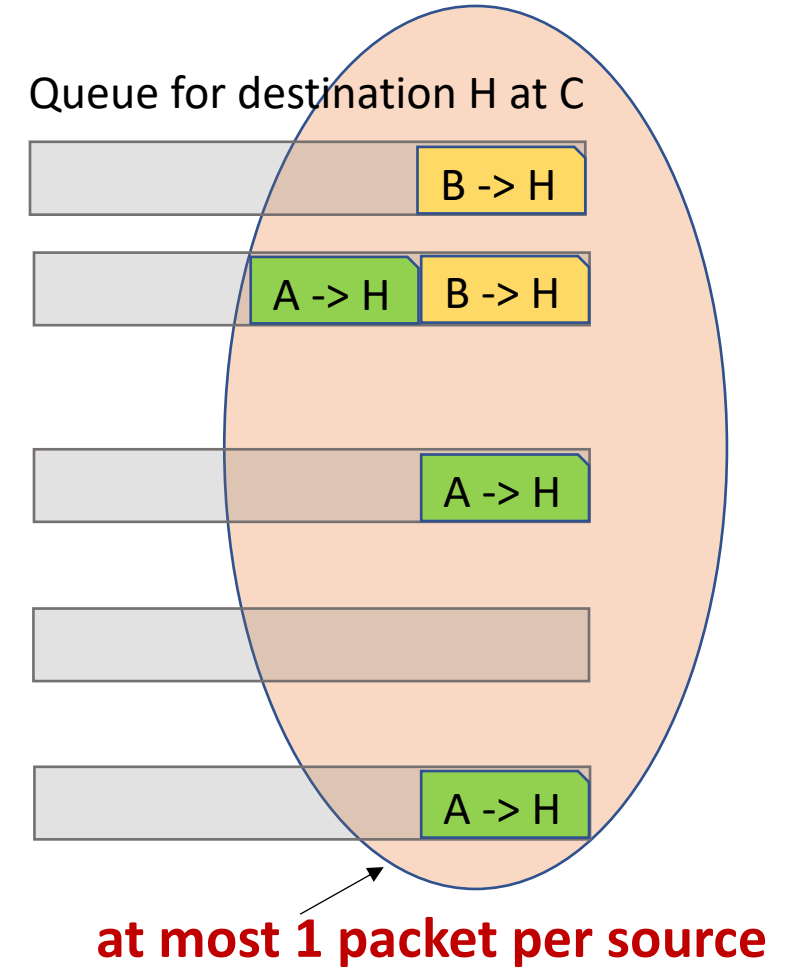 Queue for destination H at C
B -> H
A -> H B -> H
A -> H
A -> H
at most 1 packet per source